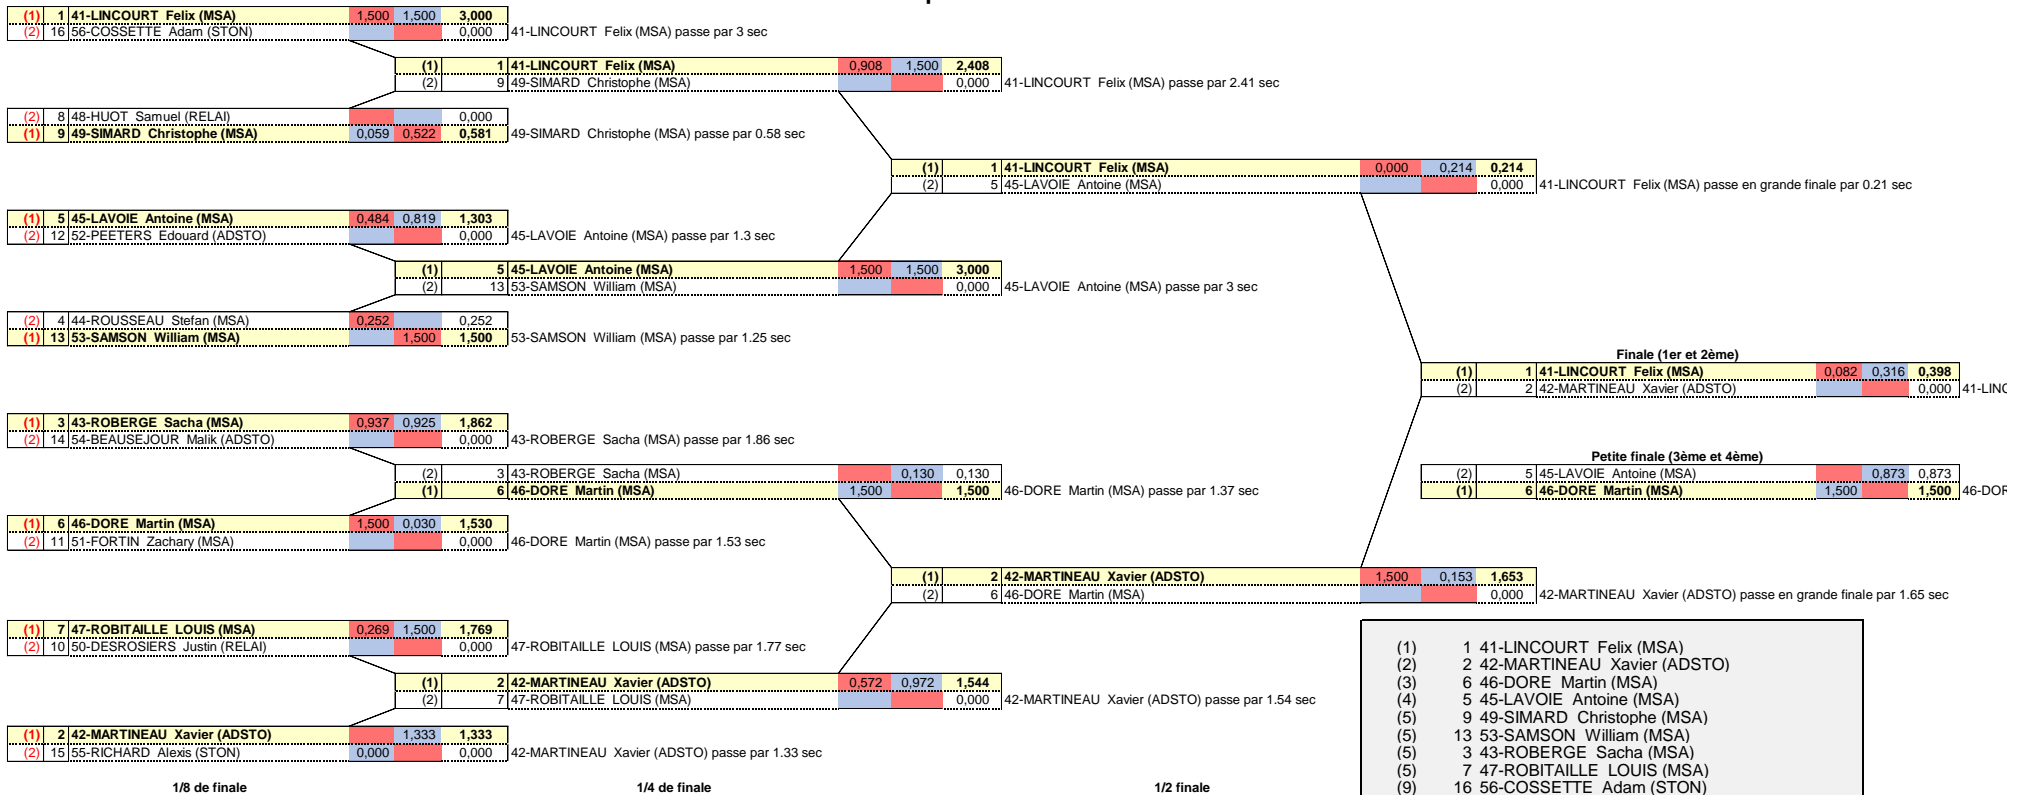 (1) 1 41-LINCOURT Felix (MSA) 1,500 1,500 3,000
(2) 16 56-COSSETTE Adam (STON) 0,000 41-LINCOURT Felix (MSA) passe par 3 sec
(1) 1 41-LINCOURT Felix (MSA) 0,908 1,500 2,408
(2) 9 49-SIMARD Christophe (MSA) 0,000 41-LINCOURT Felix (MSA) passe par 2.41 sec
(2) 8 48-HUOT Samuel (RELAI) 0,000
(1) 9 49-SIMARD Christophe (MSA) 0,059 0,522 0,581 49-SIMARD Christophe (MSA) passe par 0.58 sec
(1) 1 41-LINCOURT Felix (MSA) 0,000 0,214 0,214
(2) 5 45-LAVOIE Antoine (MSA) 0,000 41-LINCOURT Felix (MSA) passe en grande finale par 0.21 sec
(1) 5 45-LAVOIE Antoine (MSA) 0,484 0,819 1,303
(2) 12 52-PEETERS Edouard (ADSTO) 0,000 45-LAVOIE Antoine (MSA) passe par 1.3 sec
(1) 5 45-LAVOIE Antoine (MSA) 1,500 1,500 3,000
(2) 13 53-SAMSON William (MSA) 0,000 45-LAVOIE Antoine (MSA) passe par 3 sec
(2) 4 44-ROUSSEAU Stefan (MSA) 0,252 0,252
(1) 13 53-SAMSON William (MSA) 1,500 1,500 53-SAMSON William (MSA) passe par 1.25 sec
Finale (1er et 2ème)
(1) 1 41-LINCOURT Felix (MSA) 0,082 0,316 0,398
(2) 2 42-MARTINEAU Xavier (ADSTO) 0,000 41-LINC
(1) 3 43-ROBERGE Sacha (MSA) 0,937 0,925 1,862
(2) 14 54-BEAUSEJOUR Malik (ADSTO) 0,000 43-ROBERGE Sacha (MSA) passe par 1.86 sec
Petite finale (3ème et 4ème)
(2) 3 43-ROBERGE Sacha (MSA) 0,130 0,130
(1) 6 46-DORE Martin (MSA) 1,500 1,500 46-DORE Martin (MSA) passe par 1.37 sec
(2) 5 45-LAVOIE Antoine (MSA) 0,873 0,873
(1) 6 46-DORE Martin (MSA) 1,500 1,500 46-DOR
(1) 6 46-DORE Martin (MSA) 1,500 0,030 1,530
(2) 11 51-FORTIN Zachary (MSA) 0,000 46-DORE Martin (MSA) passe par 1.53 sec
(1) 2 42-MARTINEAU Xavier (ADSTO) 1,500 0,153 1,653
(2) 6 46-DORE Martin (MSA) 0,000 42-MARTINEAU Xavier (ADSTO) passe en grande finale par 1.65 sec
(1) 7 47-ROBITAILLE LOUIS (MSA) 0,269 1,500 1,769
(2) 10 50-DESROSIERS Justin (RELAI) 0,000 47-ROBITAILLE LOUIS (MSA) passe par 1.77 sec
(1) 2 42-MARTINEAU Xavier (ADSTO) 0,572 0,972 1,544
(2) 7 47-ROBITAILLE LOUIS (MSA) 0,000 42-MARTINEAU Xavier (ADSTO) passe par 1.54 sec
(1) 2 42-MARTINEAU Xavier (ADSTO) 1,333 1,333
(2) 15 55-RICHARD Alexis (STON) 0,000 0,000 42-MARTINEAU Xavier (ADSTO) passe par 1.33 sec
(1) 1 41-LINCOURT Felix (MSA)
(2) 2 42-MARTINEAU Xavier (ADSTO)
(3) 6 46-DORE Martin (MSA)
(4) 5 45-LAVOIE Antoine (MSA)
(5) 9 49-SIMARD Christophe (MSA)
(5) 13 53-SAMSON William (MSA)
(5) 3 43-ROBERGE Sacha (MSA)
(5) 7 47-ROBITAILLE LOUIS (MSA)
(9) 16 56-COSSETTE Adam (STON)
1/8 de finale 1/4 de finale 1/2 finale